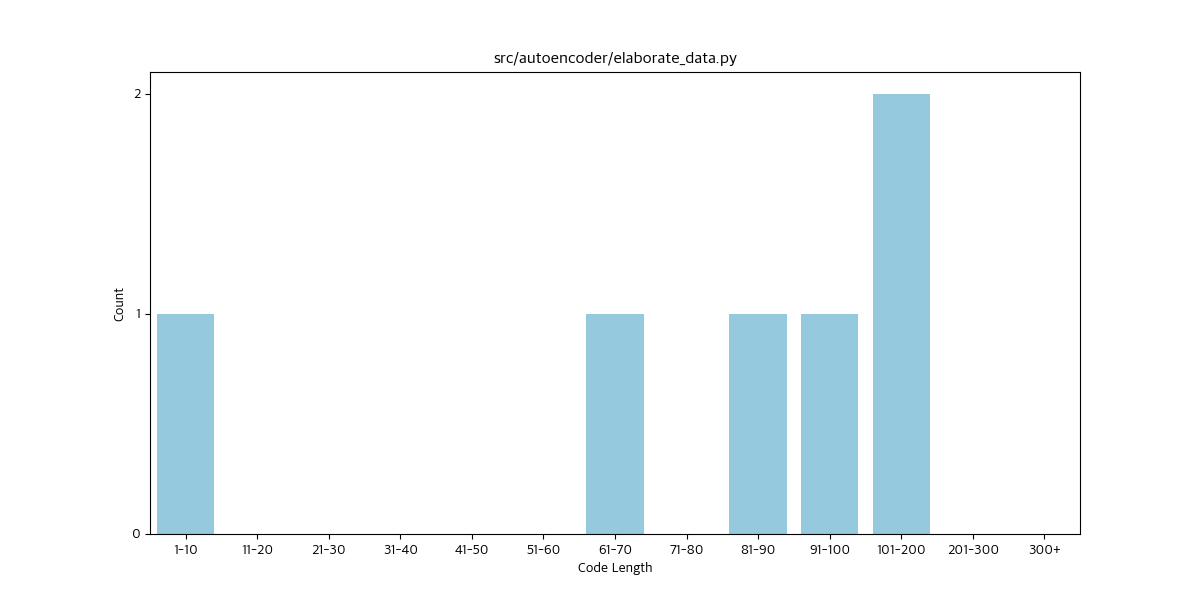 src/autoencoder/elaborate_data.py
2
1
0
Count
1-10 11-20 21-30 31-40 41-50 51-60 61-70 71-80 81-90 91-100 101-200 201-300 300+
Code Length